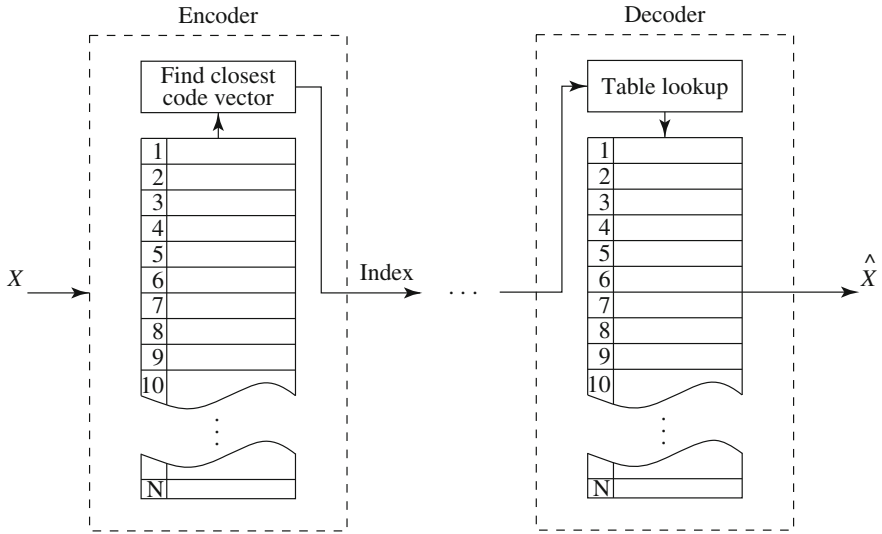 Encoder
Decoder
Find closest
code vector
Table lookup
1
2
3
4
5
6
7
8
9
10
N
1
2
3
4
5
6
7
8
9
10
N
X
Index
. . .
X̂